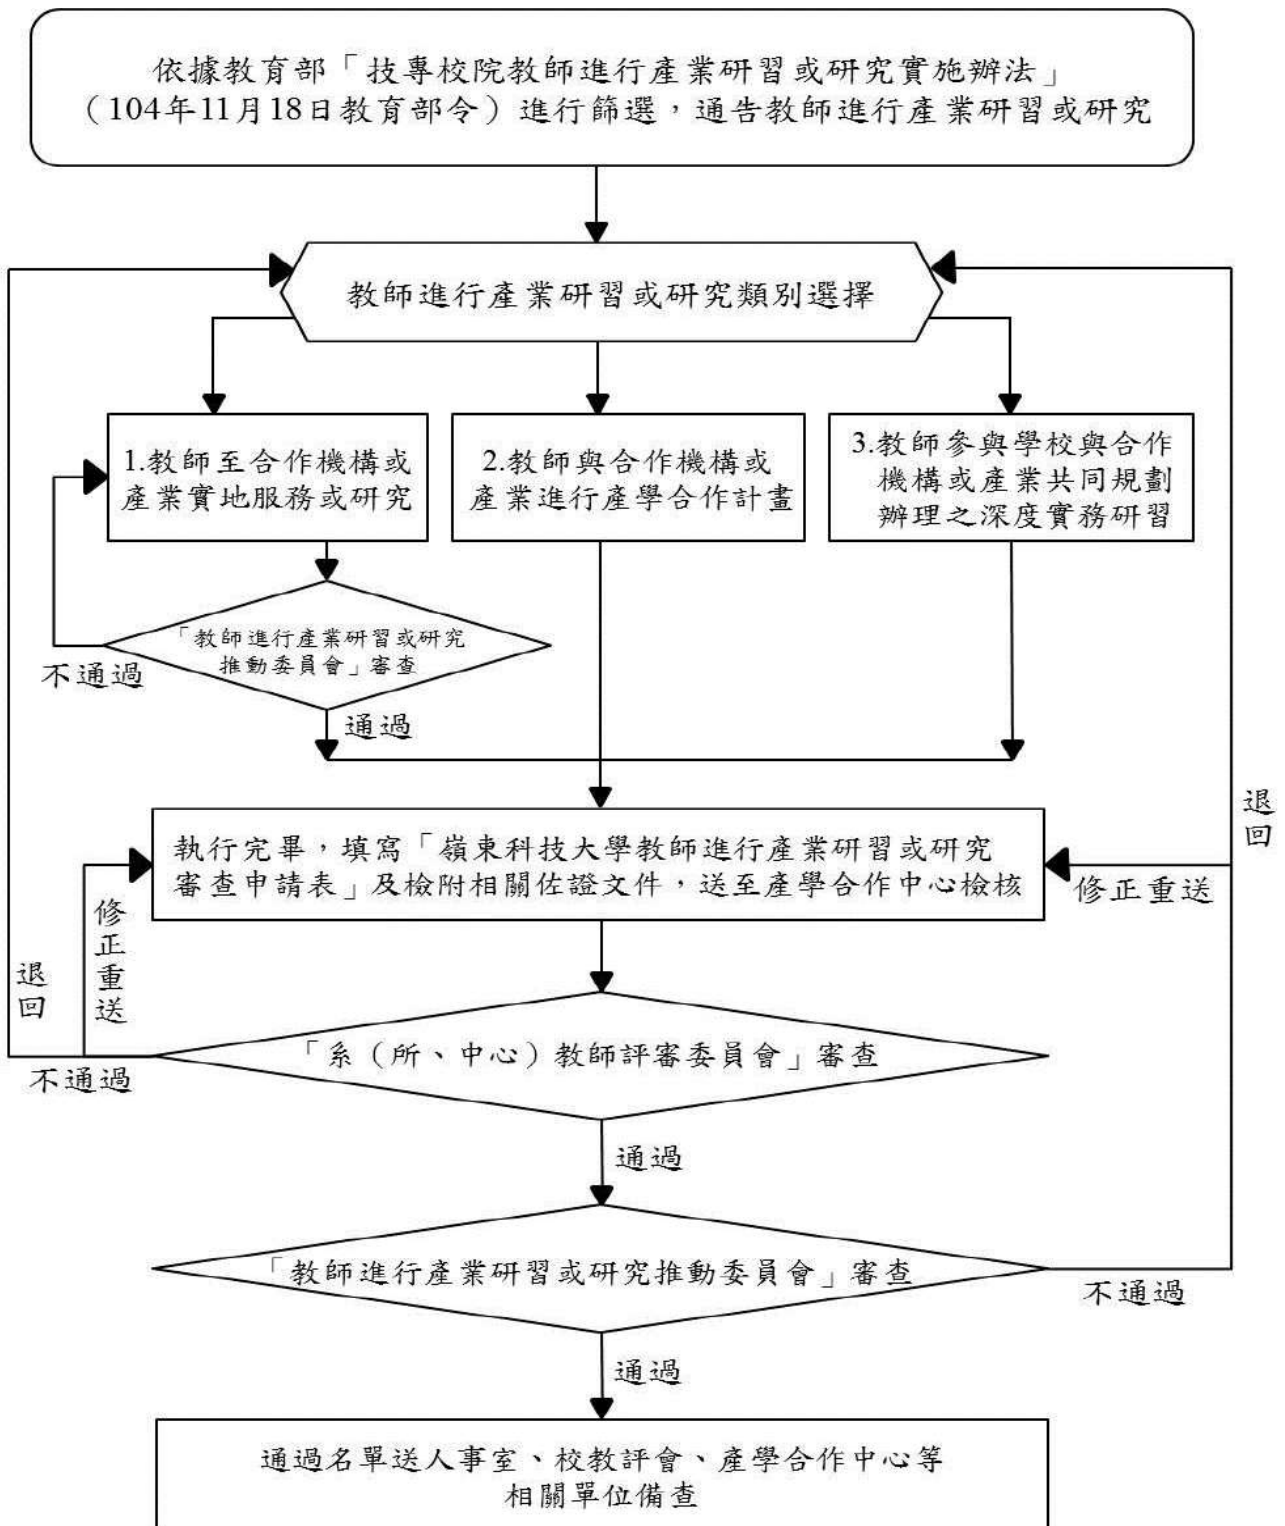 依據教育部「技專校院教師進行產業研習或研究實施辦法」
（104年11月18日教育部令）進行篩選，通告教師進行產業研習或研究
教師進行產業研習或研究類別選擇
1.教師至合作機構或
產業實地服務或研究
2.教師與合作機構或
產業進行產學合作計畫
3.教師參與學校與合作
機構或產業共同規劃
辦理之深度實務研習
「教師進行產業研習或研究
推動委員會」審查
不通過
通過
執行完畢，填寫「嶺東科技大學教師進行產業研習或研究
審查申請表」及檢附相關佐證文件，送至產學合作中心檢核
退回
修正重送
修正重送
退回
「系（所、中心）教師評審委員會」審查
不通過
通過
「教師進行產業研習或研究推動委員會」審查
不通過
通過
通過名單送人事室、校教評會、產學合作中心等
相關單位備查